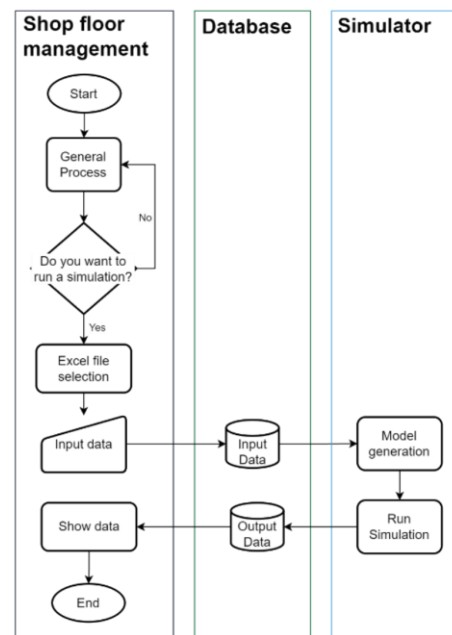 Shop floor
management
Database
Simulator
Start
General
Process
No
Do you want to
run a simulation?
Yes
Excel file
selection
Input data
Input
Data
Model
generation
Show data
Output
Data
Run
Simulation
End